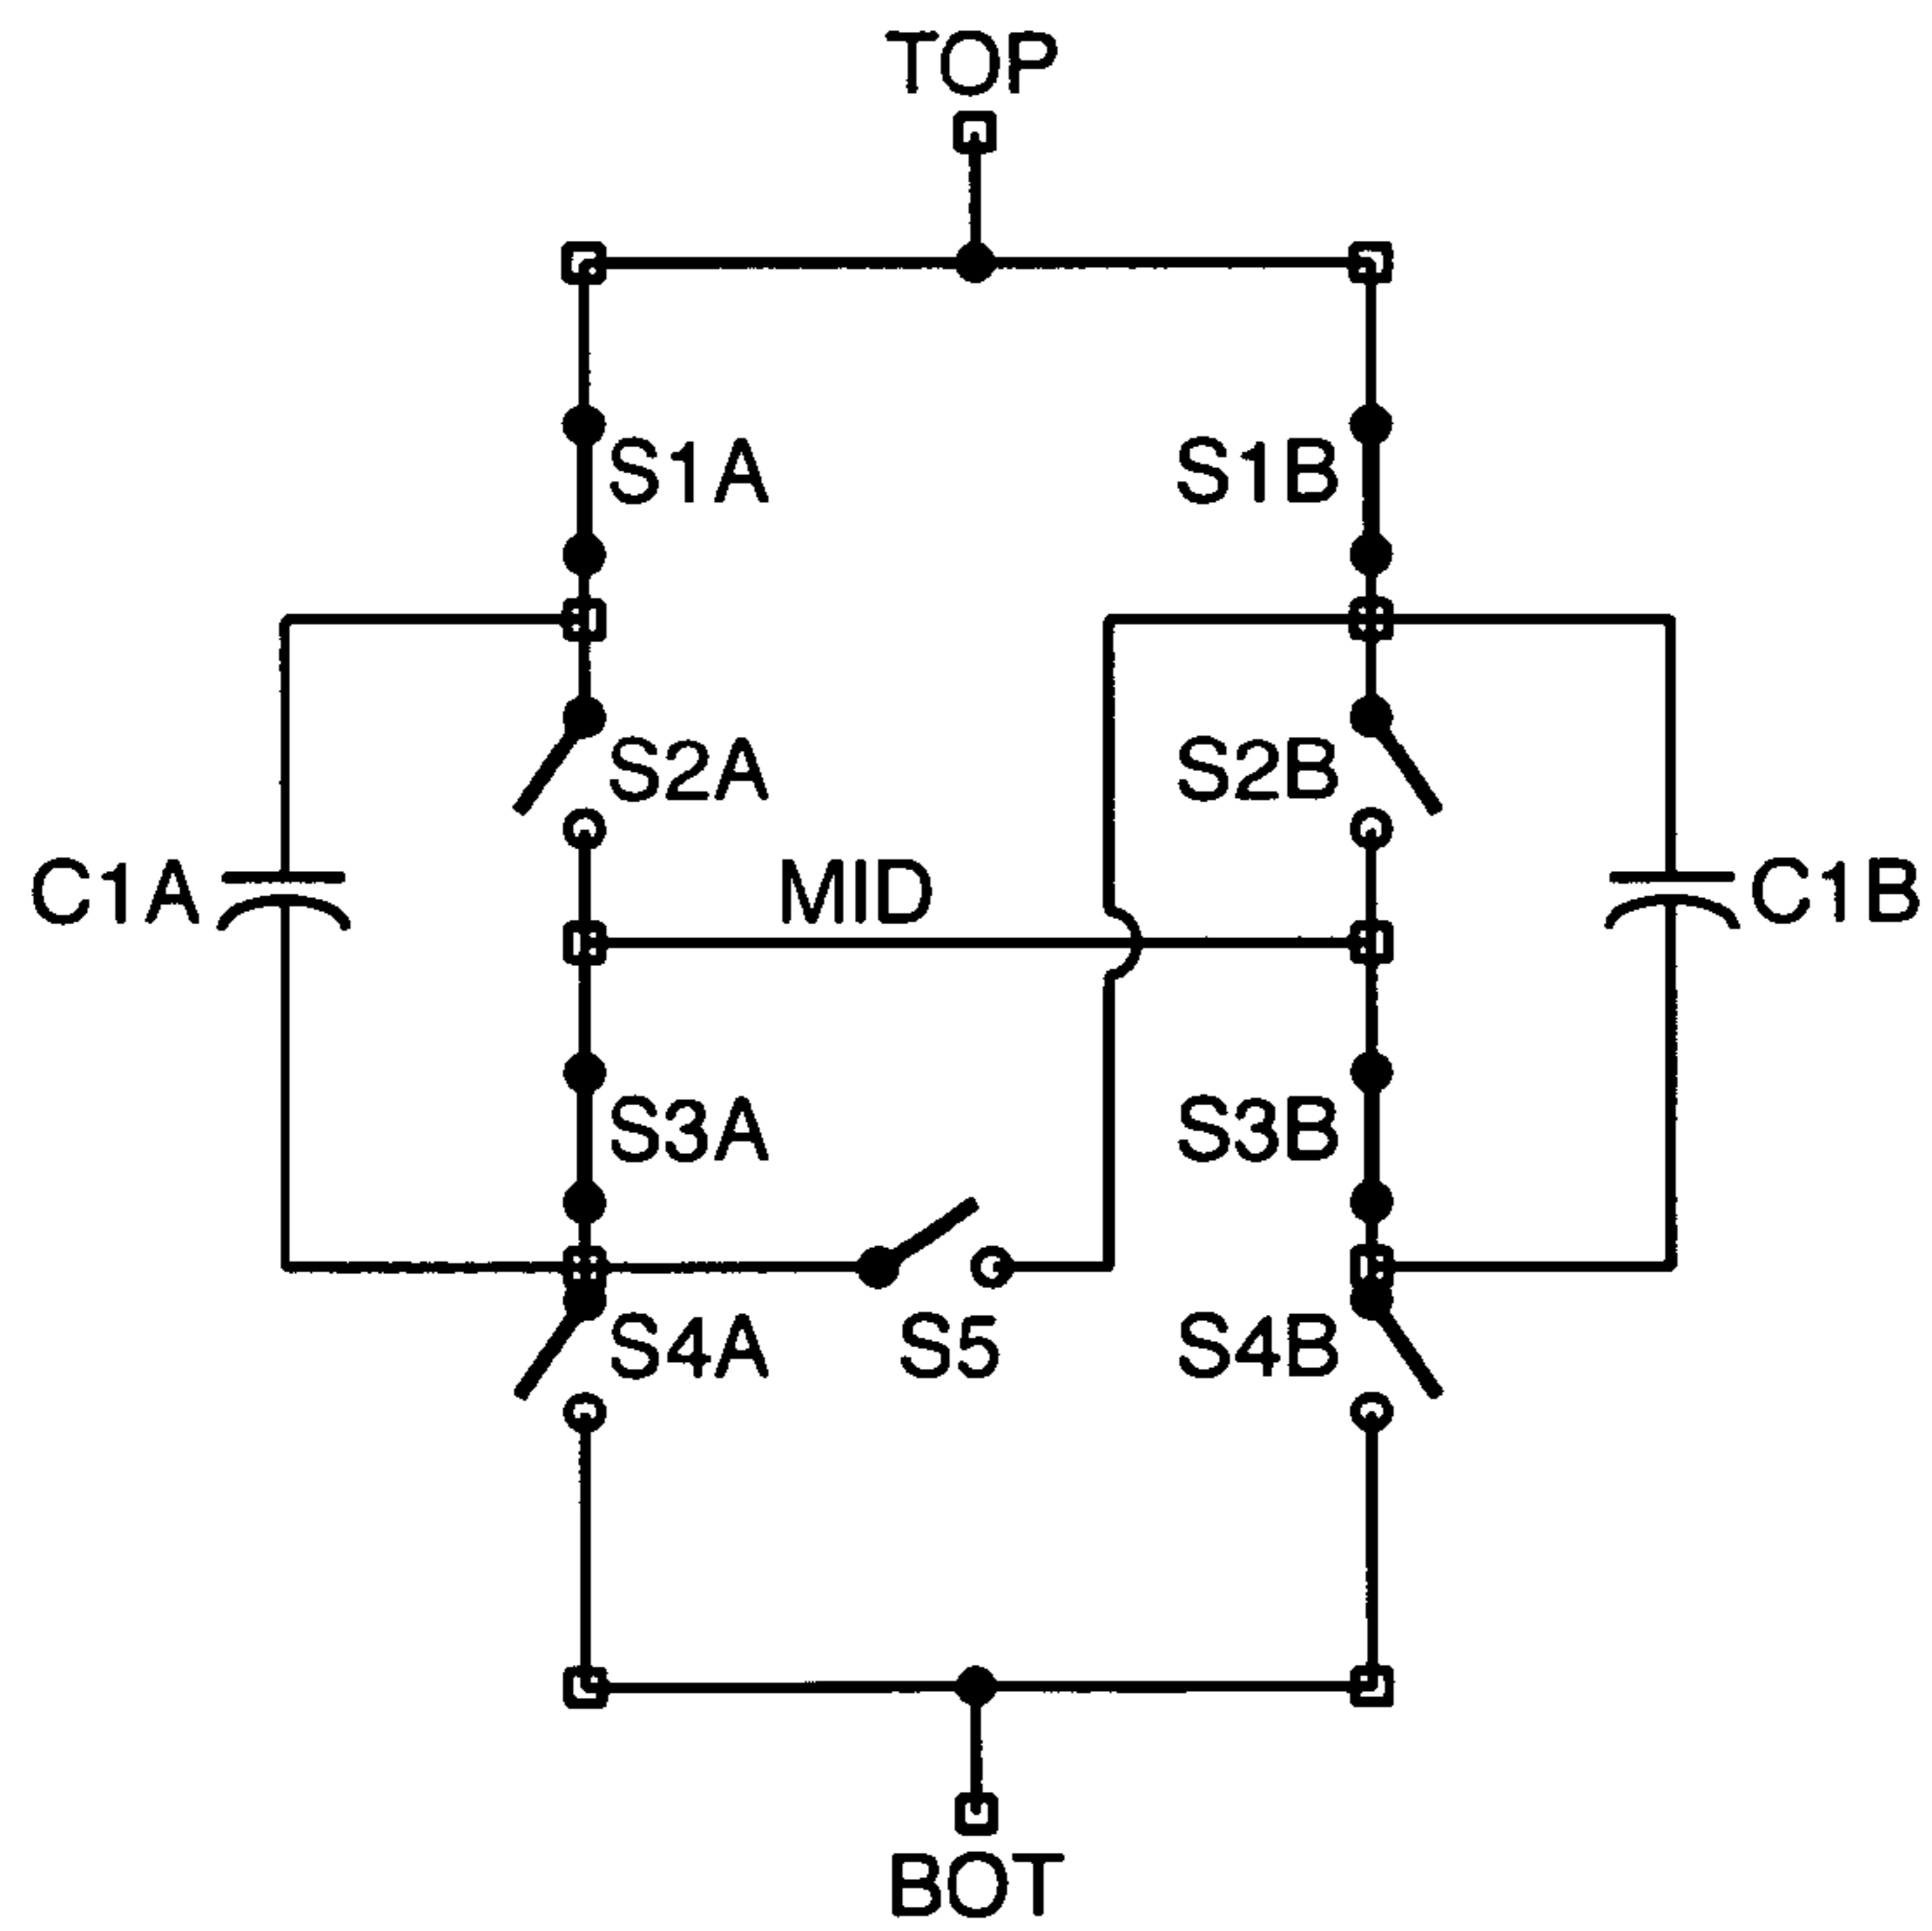 TOP
S1A S1B
S2A S2B
C1A MID C1B
S3A S3B
S4A S5 S4B
BOT